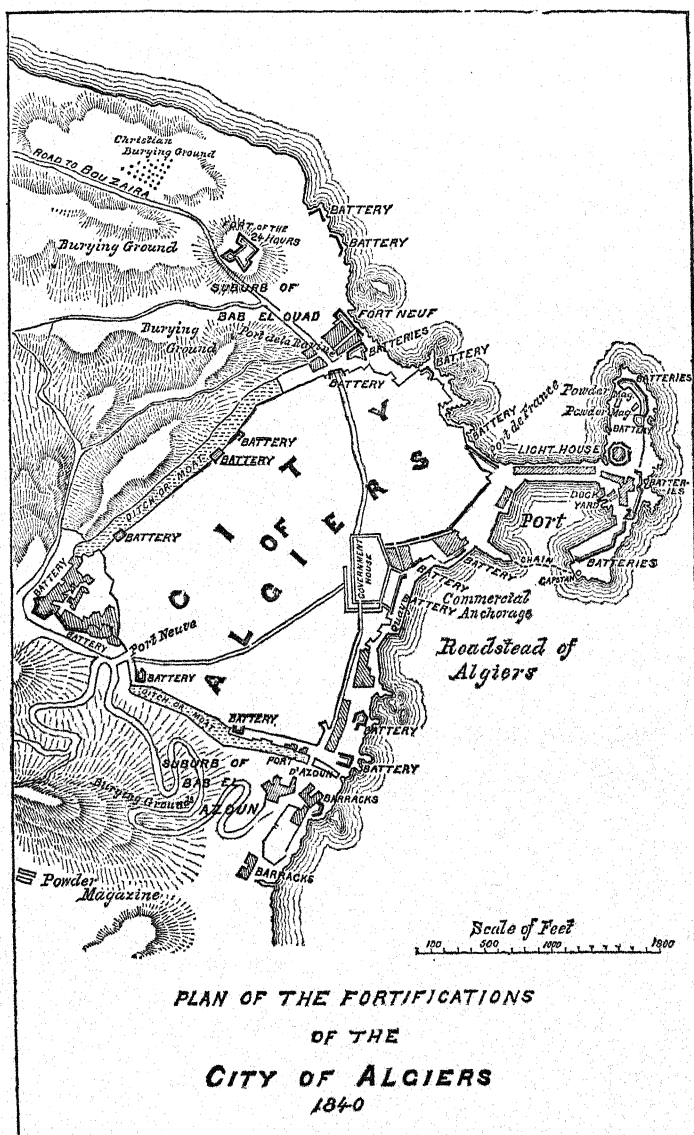 Christian
Burying Ground
ROAD TO BOU ZAIRA
BATTERY
FORT OF THE
24 HOURS
BATTERY
Burying Ground
SUBURB OF
BAB EL OUAD
FORT NEUF
Burying
Ground
BATTERIES
BATTERY
BATTERY
BATTERIES
Powder Mag
Powder Mag
BATTERY
BATTERY
Port de France
LIGHT HOUSE
BATTERY
BATTERY
DITCH OR MOAT
BATTERIES
DOCK
YARD
Port
BATTERY
CITY
OF
ALGIERS
GOVERNMENT
HOUSE
CHAIN
CAPSTAN
BATTERIES
BATTERY
BATTERY
BATTERY
BATTERY
Commercial
Anchorage
BATTERY
Port Neuve
Roadstead of
Algiers
BATTERY
DITCH OR MOAT
BATTERY
BATTERY
SUBURB OF
BAB EL
AZOUN
PORT
D'AZOUN
BATTERY
Burying Grounds
BARRACKS
BARRACKS
Powder
Magazine
Scale of Feet
100 500 1000 1800
PLAN OF THE FORTIFICATIONS
OF THE
CITY OF ALGIERS
1840